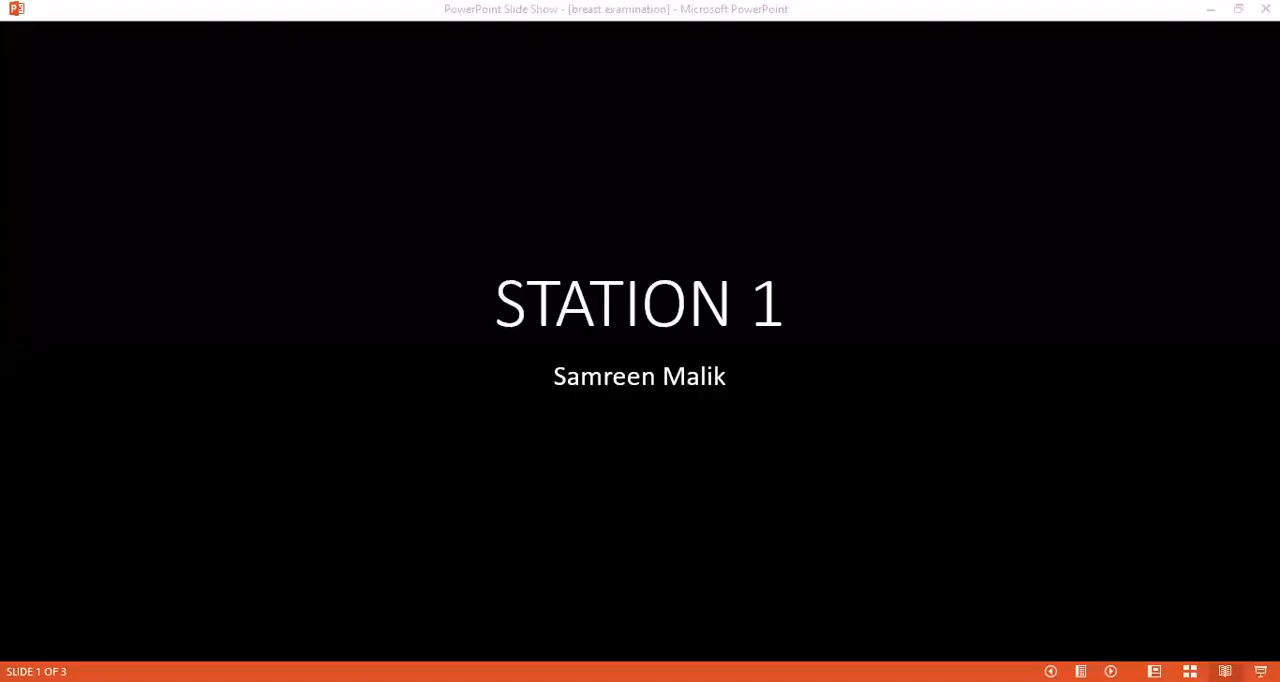 PowerPoint Slide Show - [breast examination] - Microsoft PowerPoint
STATION 1
Samreen Malik
SLIDE 1 OF 3